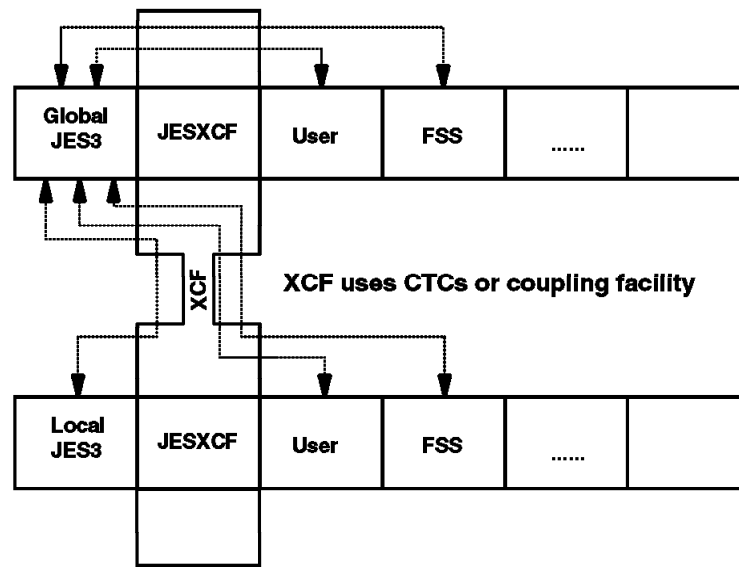 Global
JES3
JESXCF
User
FSS
......
XCF
XCF uses CTCs or coupling facility
Local
JES3
JESXCF
User
FSS
......